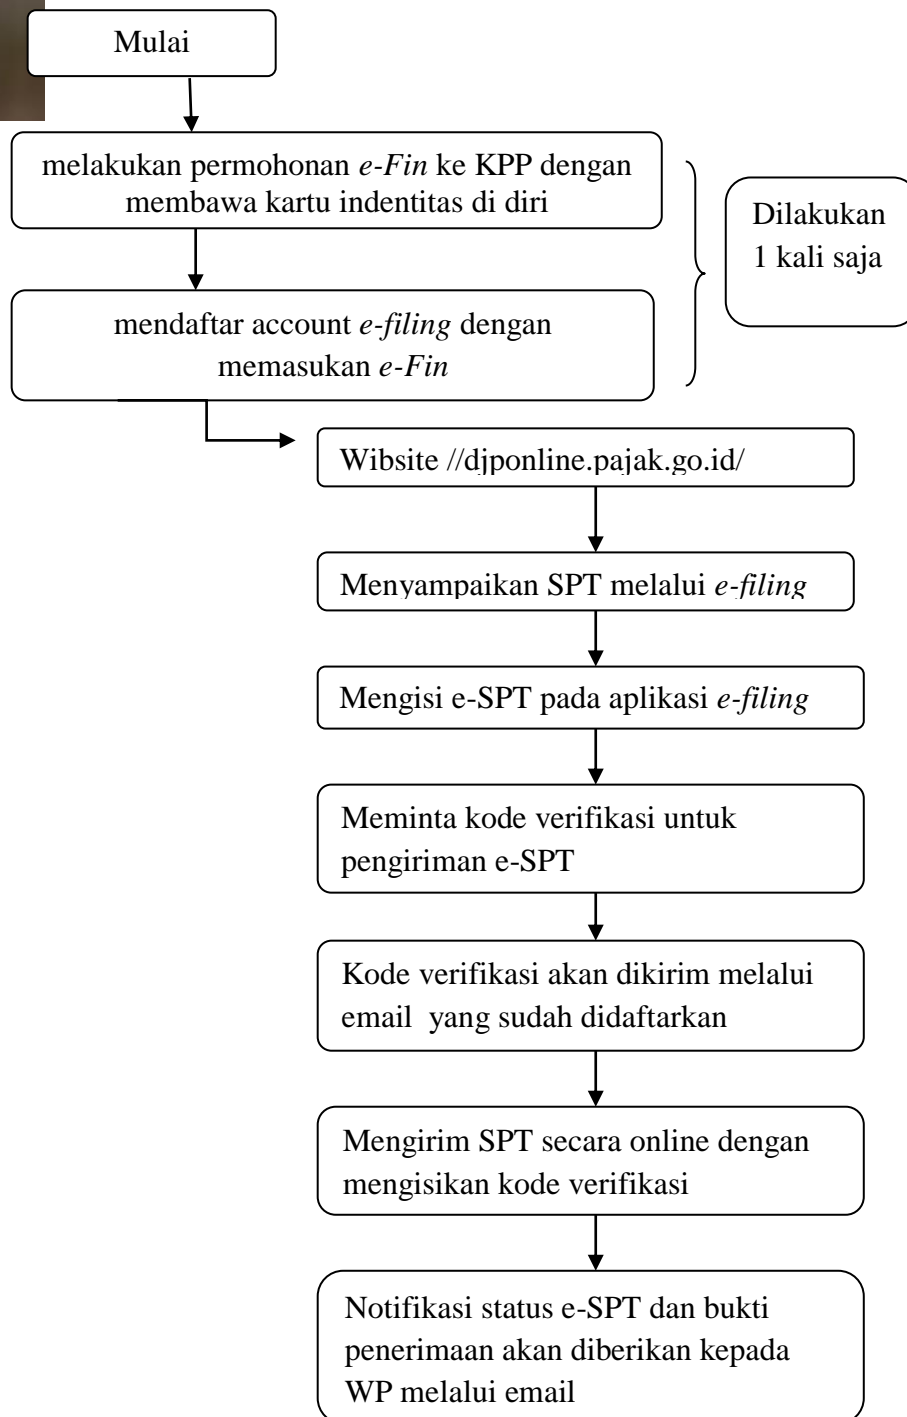 Mulai
melakukan permohonan e-Fin ke KPP dengan
membawa kartu indentitas di diri
Dilakukan
1 kali saja
mendaftar account e-filing dengan
memasukan e-Fin
Wibsite //djponline.pajak.go.id/
Menyampaikan SPT melalui e-filing
Mengisi e-SPT pada aplikasi e-filing
Meminta kode verifikasi untuk
pengiriman e-SPT
Kode verifikasi akan dikirim melalui
email yang sudah didaftarkan
Mengirim SPT secara online dengan
mengisikan kode verifikasi
Notifikasi status e-SPT dan bukti
penerimaan akan diberikan kepada
WP melalui email